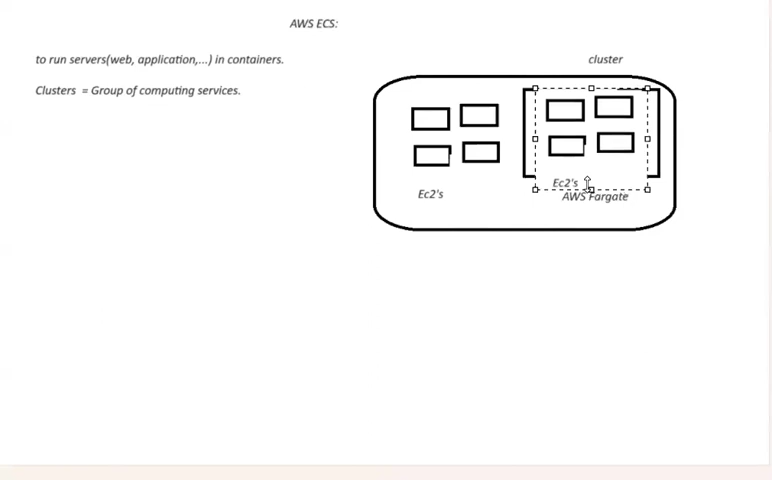 AWS ECS:
to run servers(web, application,...) in containers.
cluster
Clusters = Group of computing services.
Ec2's
Ec2's
AWS Fargate